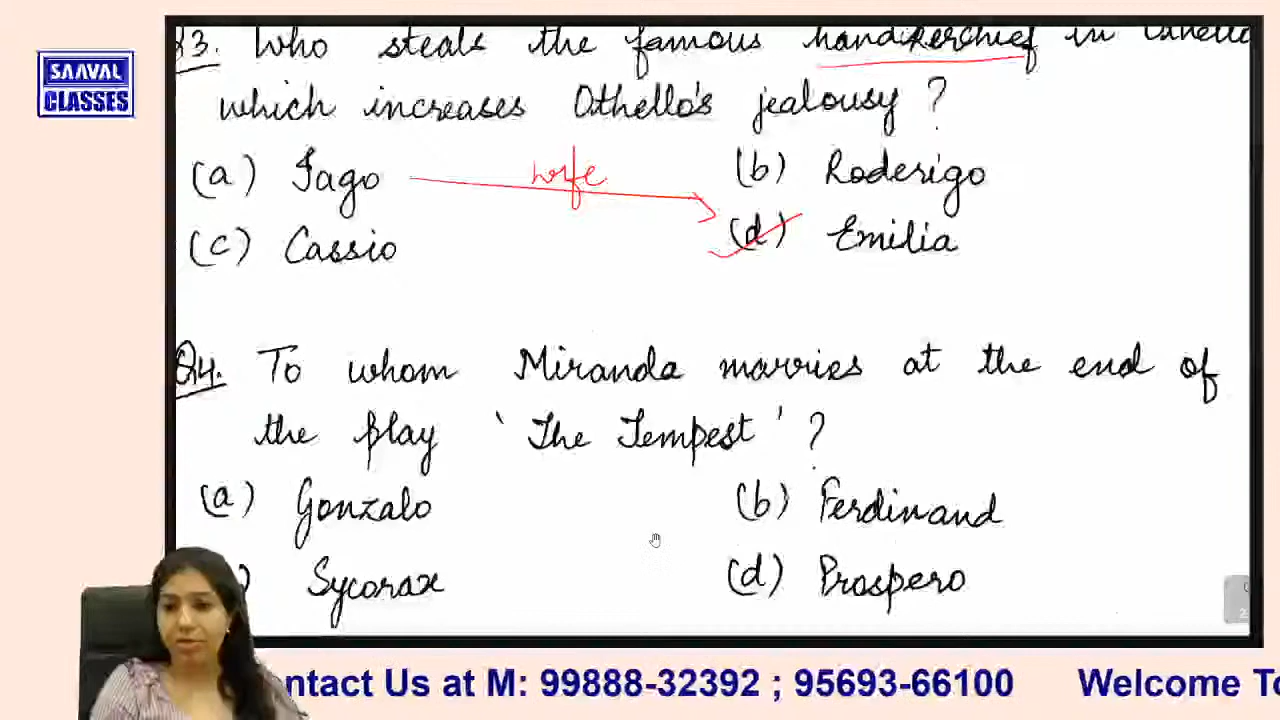 SAAVAL
CLASSES
Q3. Who steals the famous handkerchief in Othello
which increases Othello's jealousy ?
(a) Iago
wife
(b) Roderigo
(c) Cassio
(d) Emilia
Q4. To whom Miranda marries at the end of
the play 'The Tempest' ?
(a) Gonzalo
(b) Ferdinand
) Sycorax
(d) Prospero
ntact Us at M: 99888-32392 ; 95693-66100 Welcome To